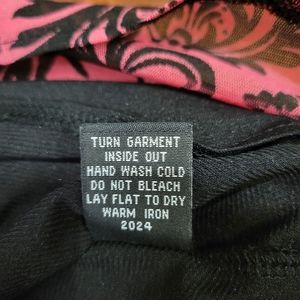 TURN GARMENT
INSIDE OUT
HAND WASH COLD
DO NOT BLEACH
LAY FLAT TO DRY
WARM IRON
2024